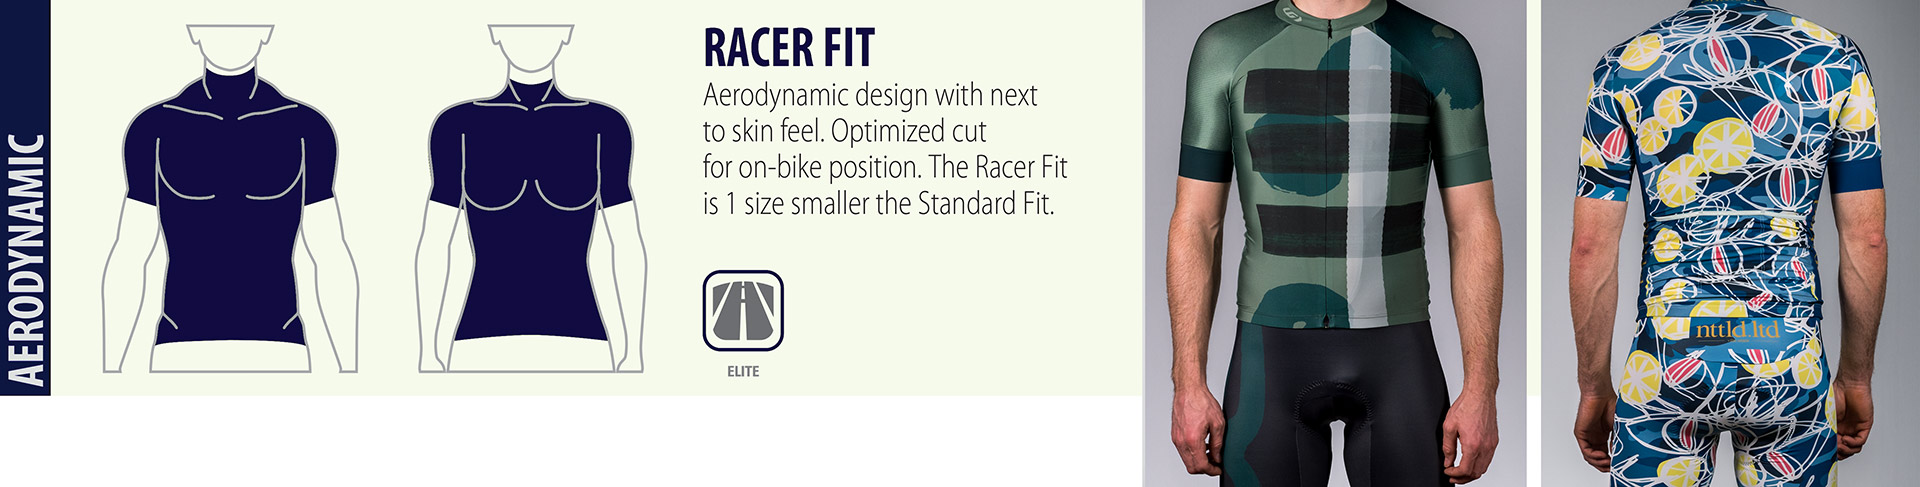 AERODYNAMIC
RACER FIT
Aerodynamic design with next
to skin feel. Optimized cut
for on-bike position. The Racer Fit
is 1 size smaller the Standard Fit.
ELITE
nttld.ltd